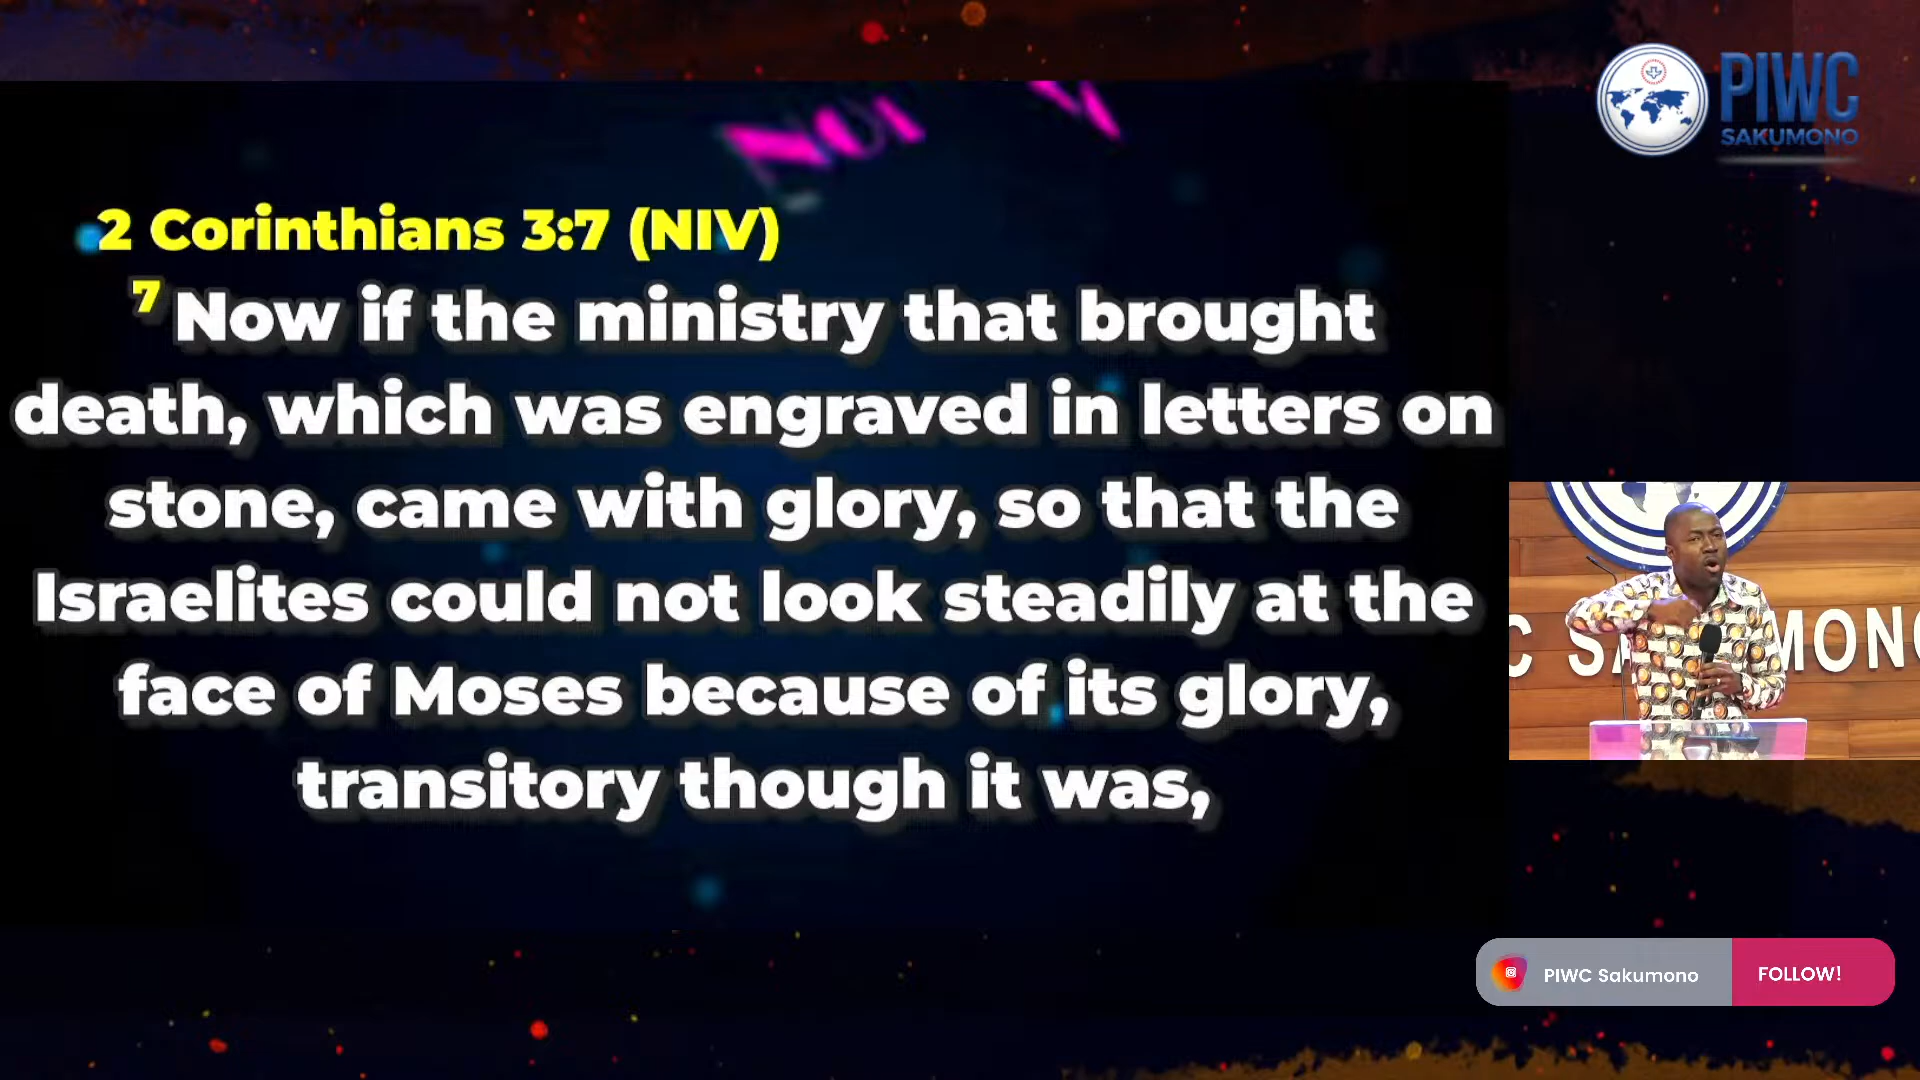 PIWC
SAKUMONO
2 Corinthians 3:7 (NIV)
7 Now if the ministry that brought
death, which was engraved in letters on
stone, came with glory, so that the
Israelites could not look steadily at the
face of Moses because of its glory,
transitory though it was,
C SA MONO
PIWC Sakumono
FOLLOW!